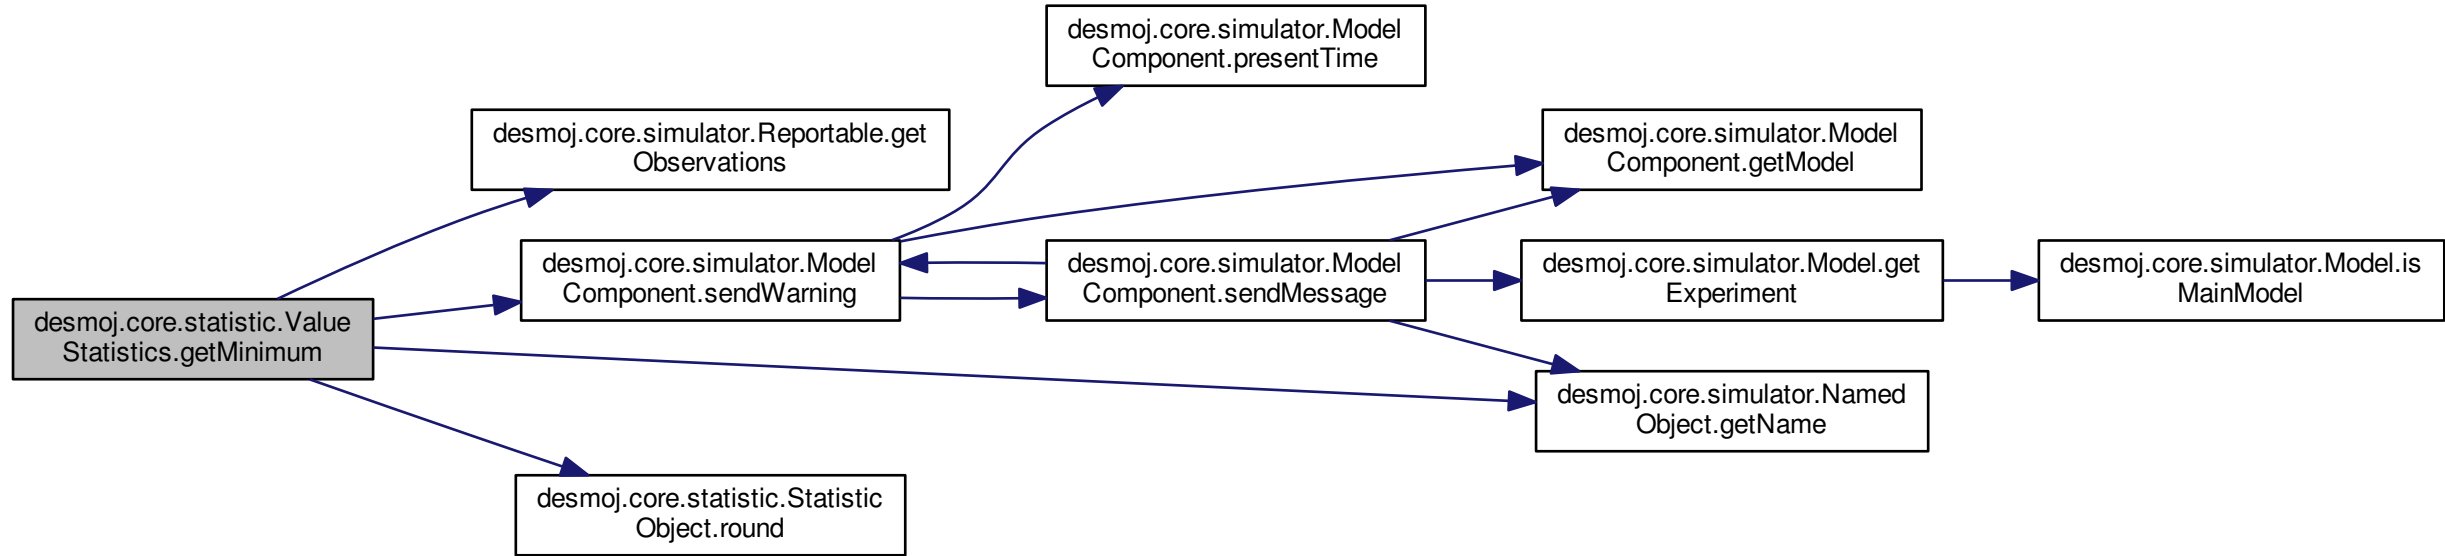 desmoj.core.simulator.Model
Component.presentTime
desmoj.core.simulator.Reportable.get
Observations
desmoj.core.simulator.Model
Component.getModel
desmoj.core.simulator.Model
Component.sendWarning
desmoj.core.simulator.Model
Component.sendMessage
desmoj.core.simulator.Model.get
Experiment
desmoj.core.simulator.Model.is
MainModel
desmoj.core.statistic.Value
Statistics.getMinimum
desmoj.core.simulator.Named
Object.getName
desmoj.core.statistic.Statistic
Object.round